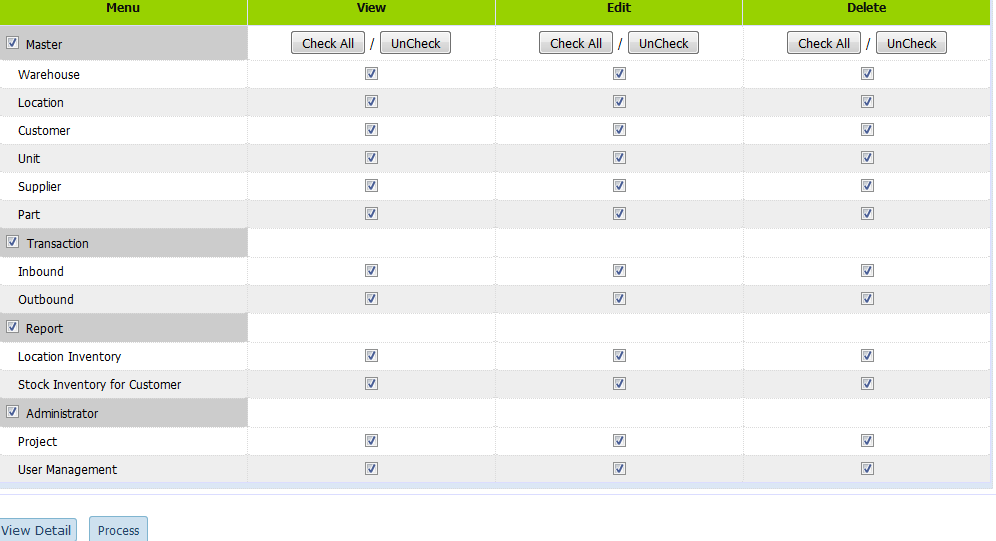 Menu View Edit Delete
Master Check All / UnCheck Check All / UnCheck Check All / UnCheck
Warehouse
Location
Customer
Unit
Supplier
Part
Transaction
Inbound
Outbound
Report
Location Inventory
Stock Inventory for Customer
Administrator
Project
User Management
View Detail Process